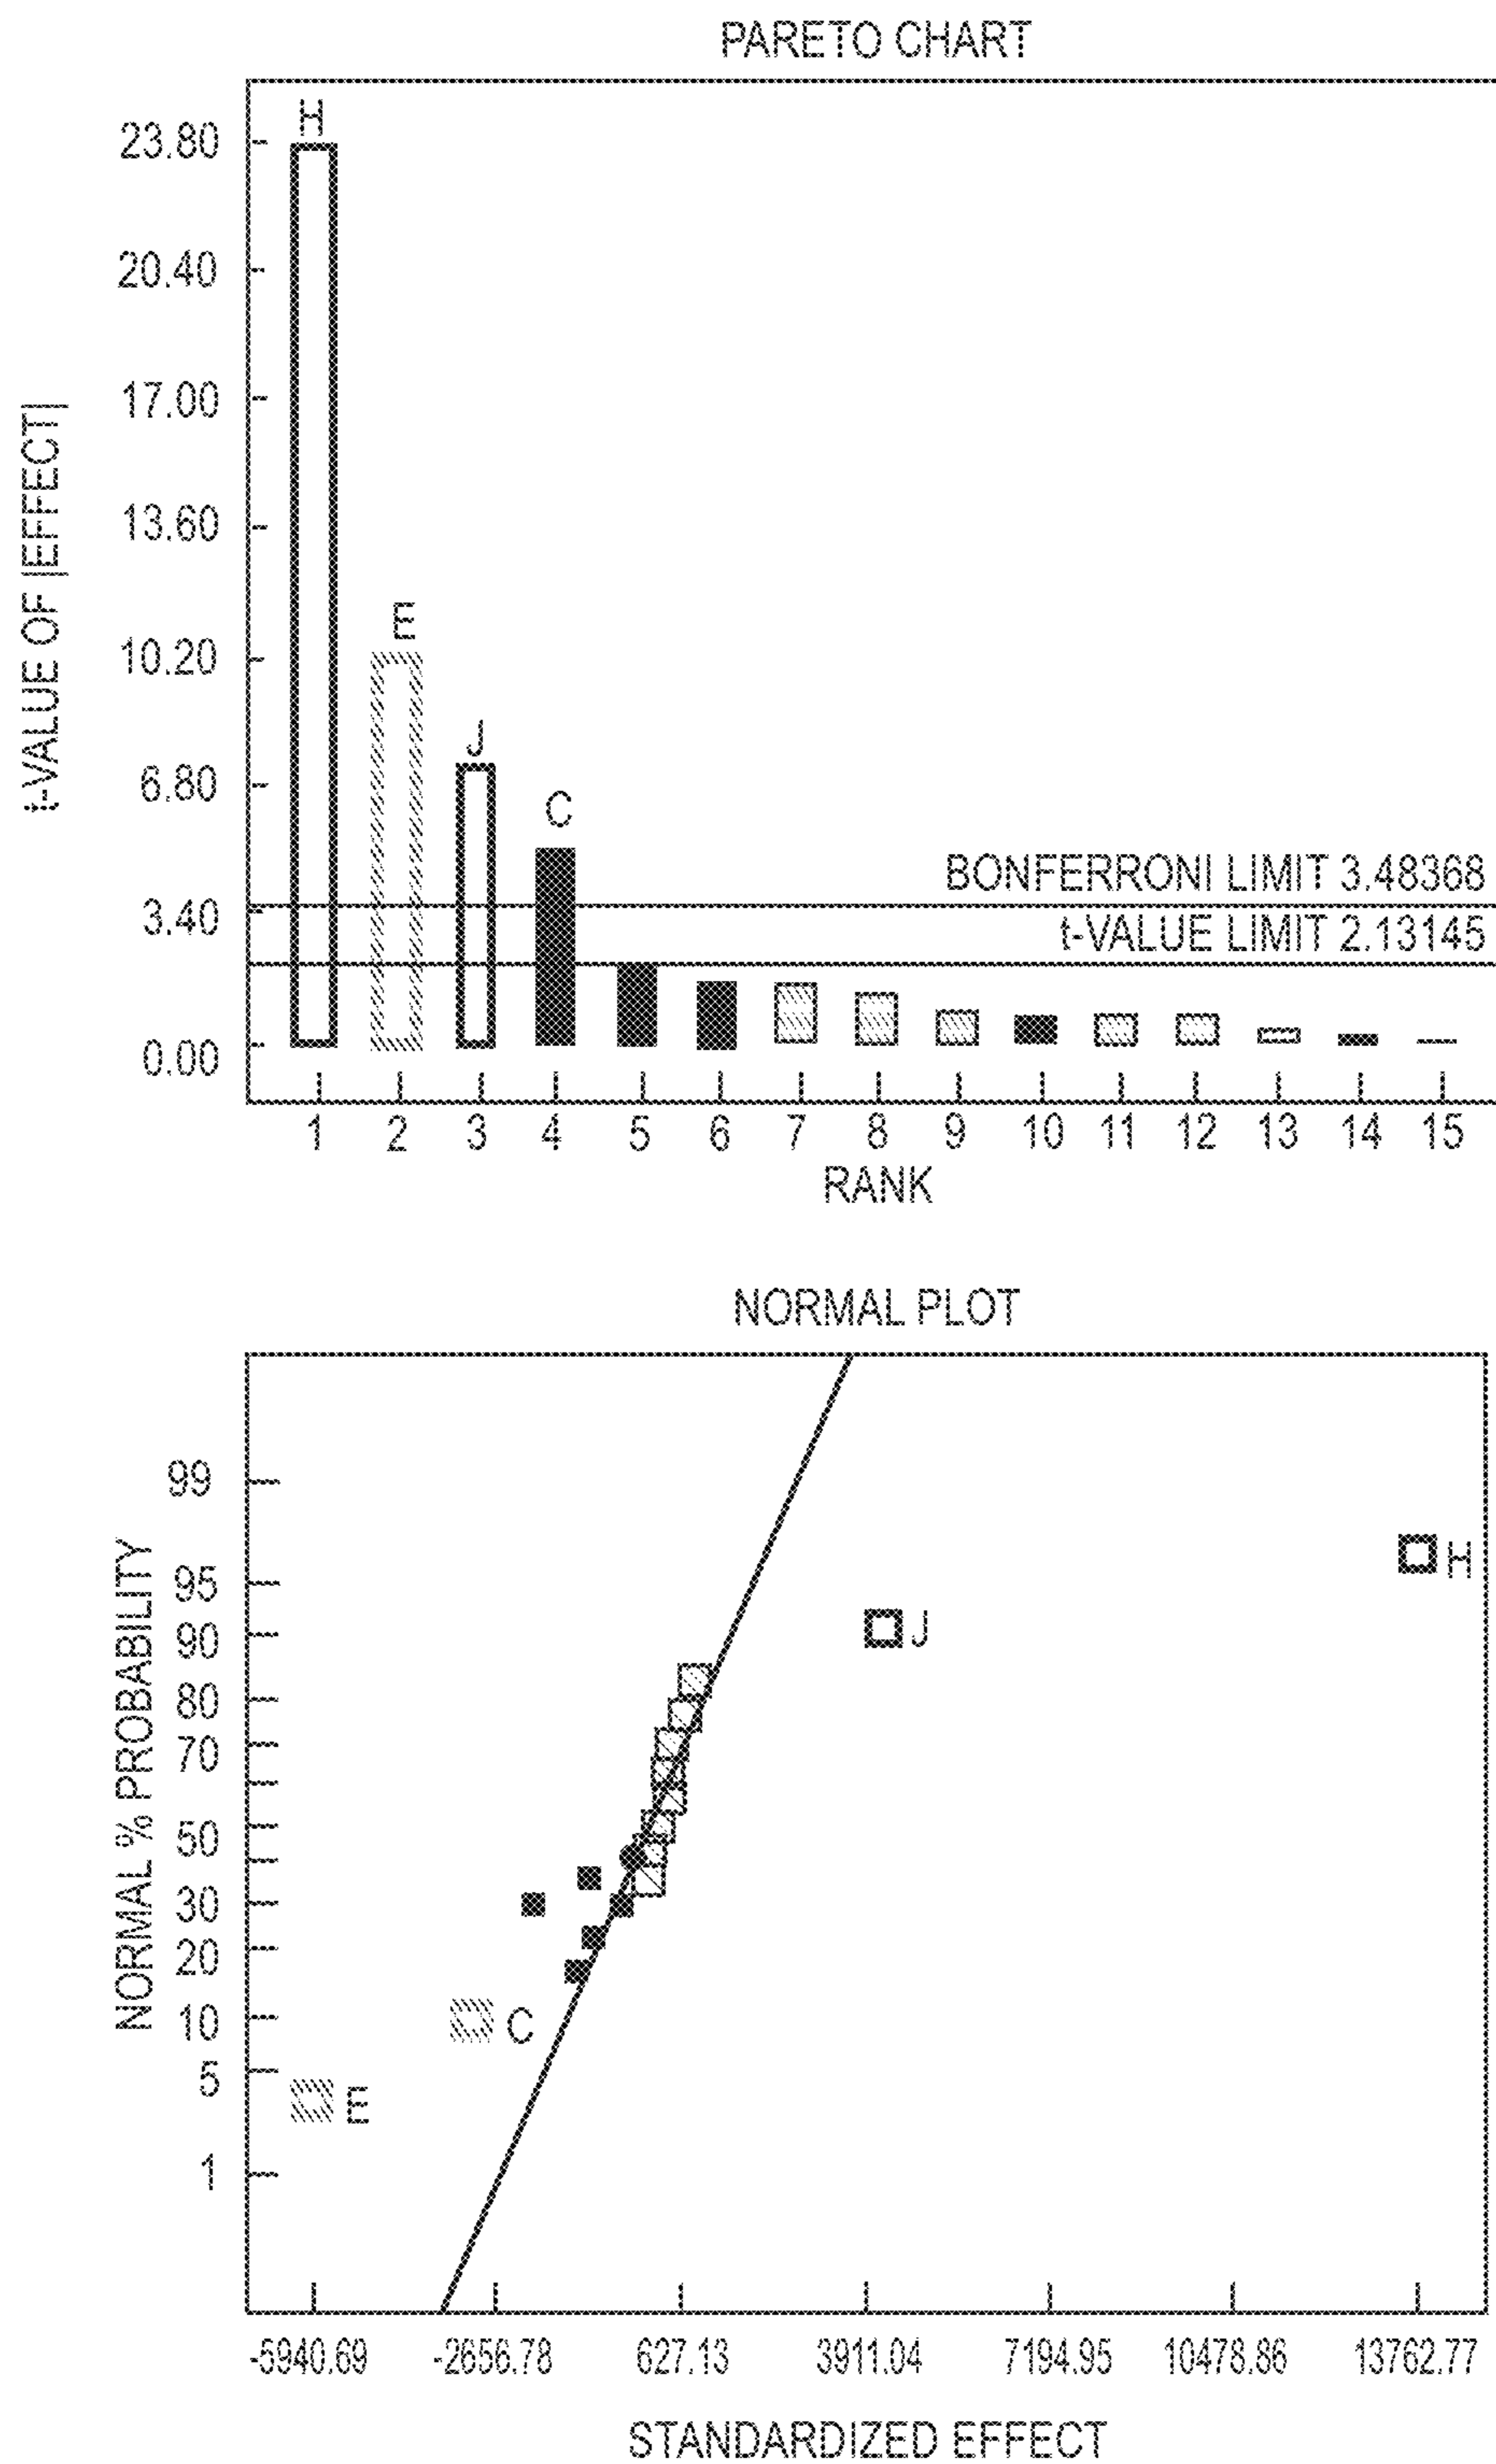 PARETO CHART
H
23.80
20.40
17.00
13.60
E
10.20
J
6.80
C
BONFERRONI LIMIT 3.48368
3.40
t-VALUE LIMIT 2.13145
0.00
t-VALUE OF |EFFECT|
1 2 3 4 5 6 7 8 9 10 11 12 13 14 15
RANK
NORMAL PLOT
99
H
95
J
90
80
70
50
30
20
10
C
5
E
1
NORMAL % PROBABILITY
-5940.69 -2656.78 627.13 3911.04 7194.95 10478.86 13762.77
STANDARDIZED EFFECT